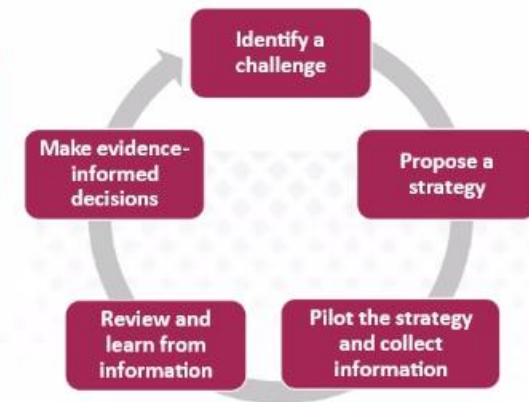 Identify a
challenge
Propose a
strategy
Pilot the strategy
and collect
information
Review and
learn from
information
Make evidence-
informed
decisions